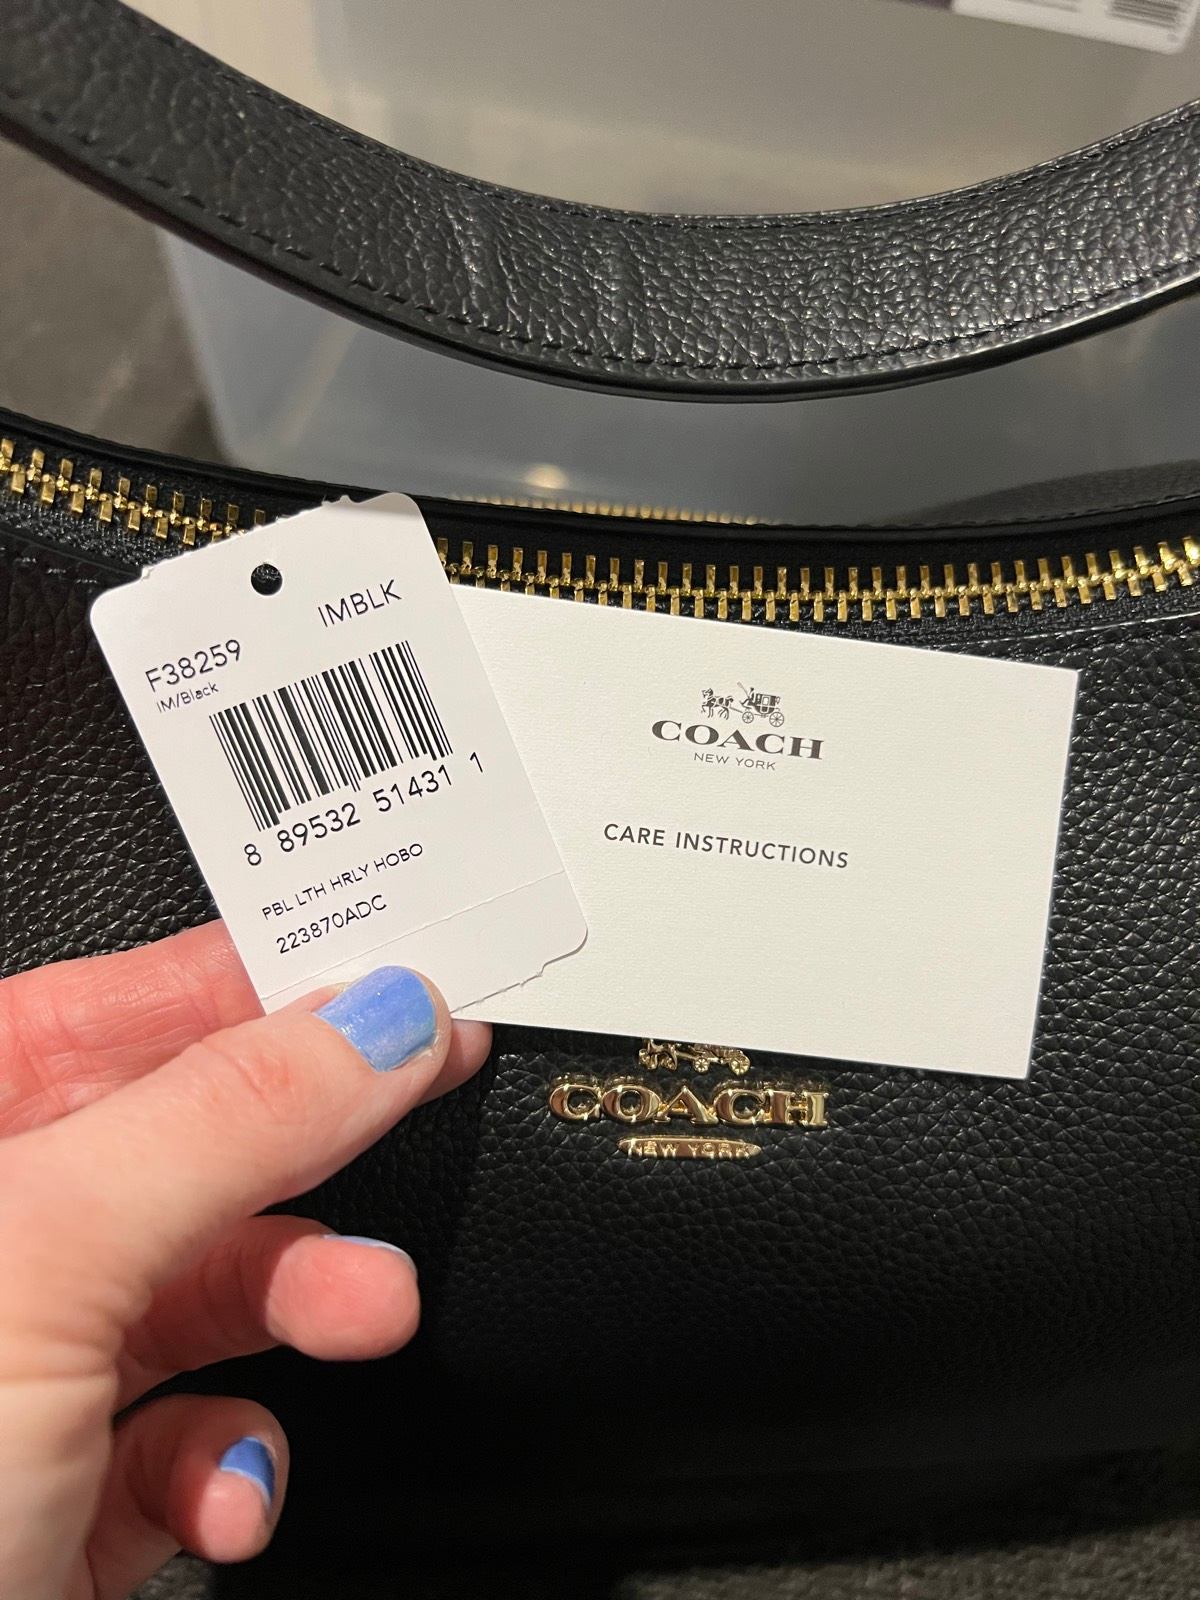 IMBLK
F38259
IM/Black
8 89532 51431 1
PBL LTH HRLY HOBO
223870ADC
COACH
NEW YORK
CARE INSTRUCTIONS
COACH
NEW YORK